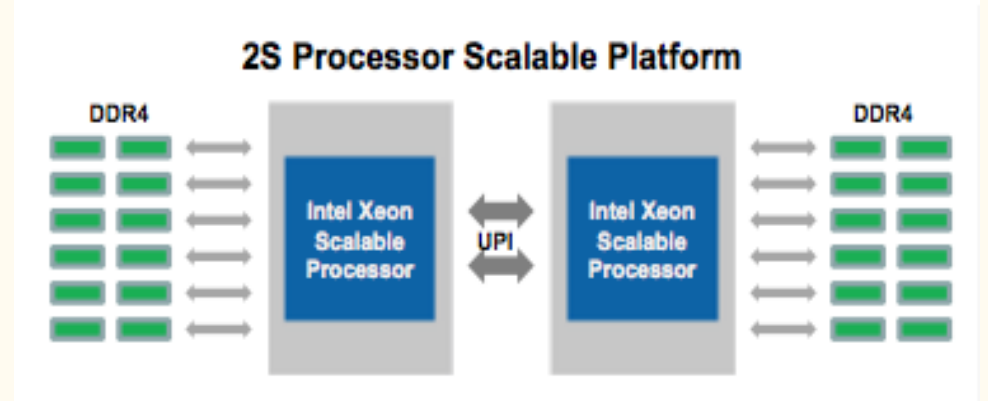 2S Processor Scalable Platform
DDR4
DDR4
Intel Xeon
Scalable
Processor
UPI
Intel Xeon
Scalable
Processor